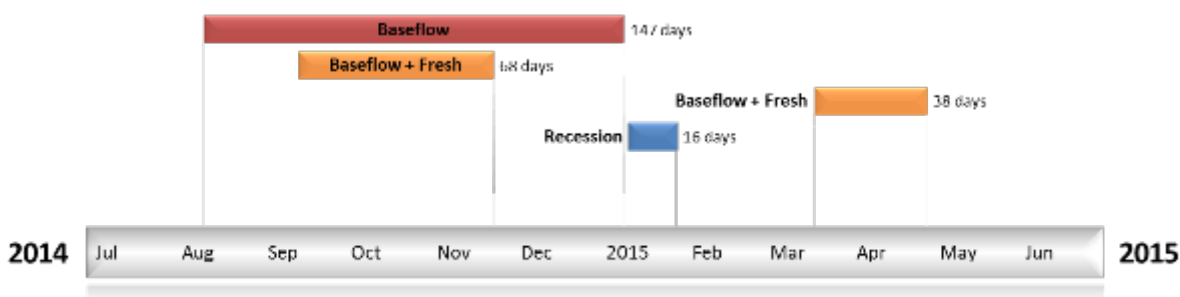 Baseflow 147 days
Baseflow + Fresh 68 days
Baseflow + Fresh 38 days
Recession 16 days
2014 Jul Aug Sep Oct Nov Dec 2015 Feb Mar Apr May Jun 2015